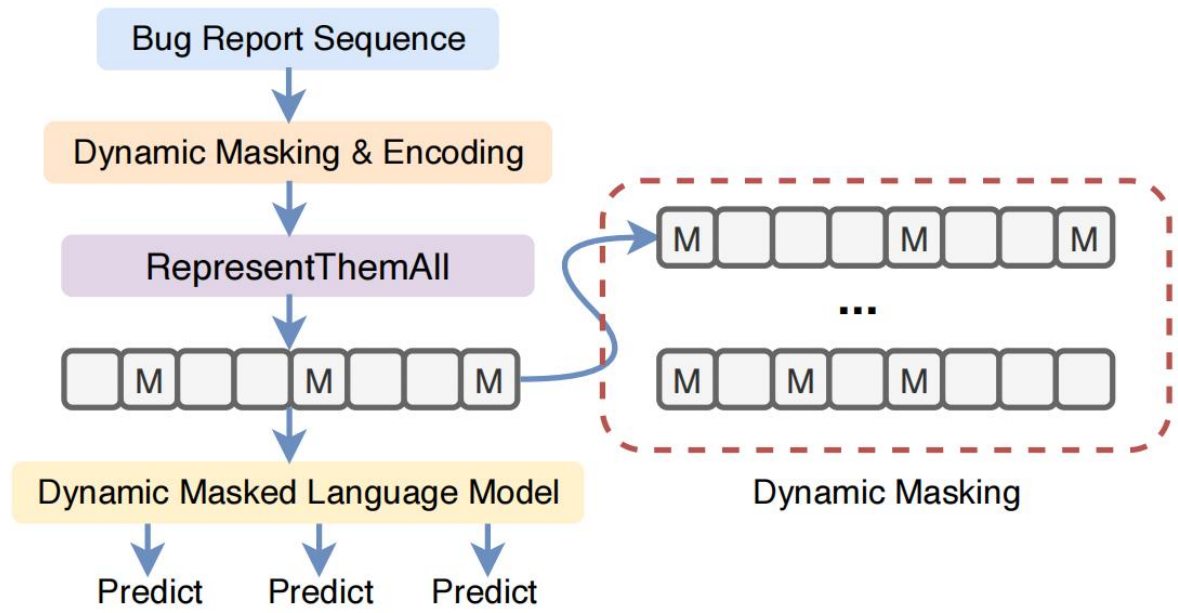 Bug Report Sequence
Dynamic Masking & Encoding
RepresentThemAll
M M M
...
M M M
M M M
Dynamic Masked Language Model
Dynamic Masking
Predict Predict Predict